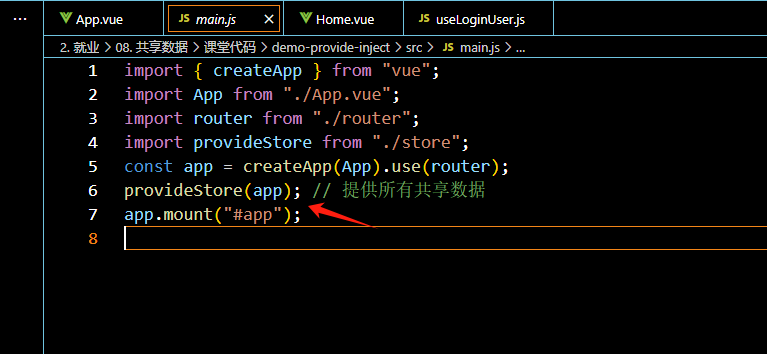 ... App.vue JS main.js × Home.vue JS useLoginUser.js
2. 就业 > 08. 共享数据 > 课堂代码 > demo-provide-inject > src > JS main.js > ...
1 import { createApp } from "vue";
2 import App from "./App.vue";
3 import router from "./router";
4 import provideStore from "./store";
5 const app = createApp(App).use(router);
6 provideStore(app); // 提供所有共享数据
7 app.mount("#app");
8